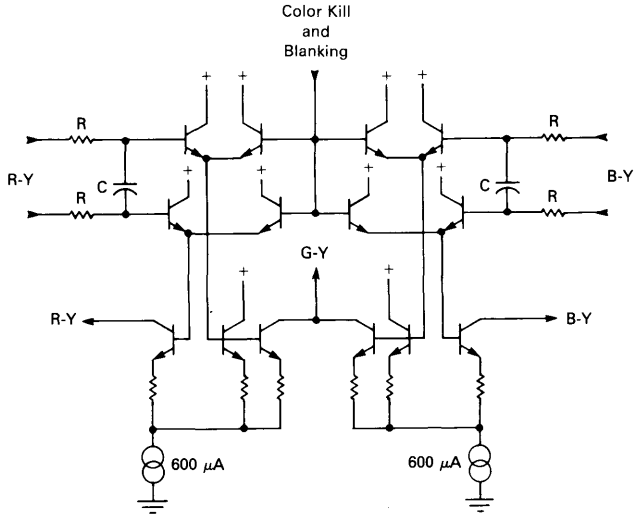 Color Kill
and
Blanking
+ + + +
R R
R-Y C + + + + C B-Y
R R
G-Y
+ +
R-Y B-Y
600 μA 600 μA